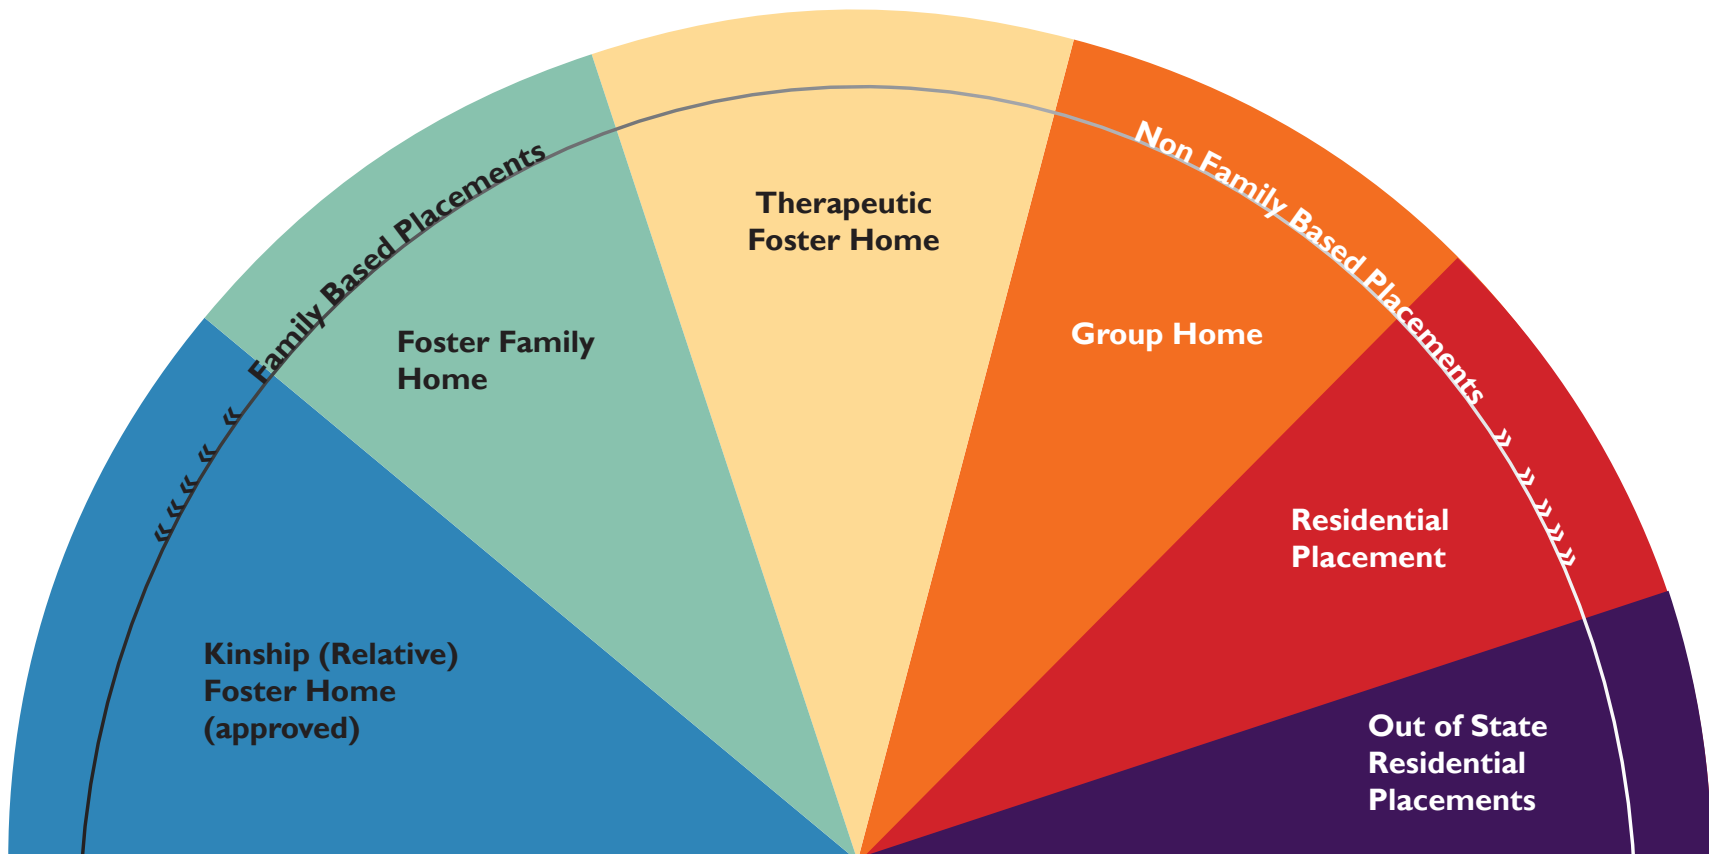 Family Based Placements
Non Family Based Placements
Kinship (Relative)
Foster Home
(approved)
Foster Family
Home
Therapeutic
Foster Home
Group Home
Residential
Placement
Out of State
Residential
Placements